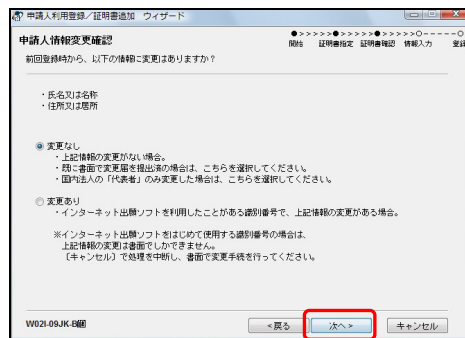 申請人利用登録／証明書追加 ウィザード
申請人情報変更確認
●>>>>>●>>>>>●>>>>>○-----○
開始 証明書指定 証明書確認 情報入力 登録
前回登録時から、以下の情報に変更はありますか？
・氏名又は名称
・住所又は居所
変更なし
・上記情報の変更がない場合。
・既に書面で変更届を提出済の場合は、こちらを選択してください。
・国内法人の「代表者」のみ変更した場合は、こちらを選択してください。
変更あり
・インターネット出願ソフトを利用したことがある識別番号で、上記情報の変更がある場合。
※インターネット出願ソフトをはじめて使用する識別番号の場合は、
上記情報の変更は書面でしかできません。
［キャンセル］で処理を中断し、書面で変更手続を行ってください。
W02I-09JK-B個
<戻る 次へ> キャンセル